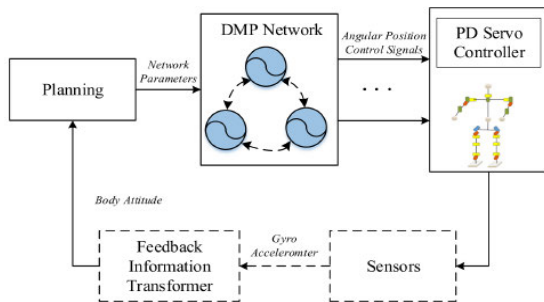 DMP Network
Angular Position
Control Signals
PD Servo
Controller
Network
Parameters
Planning
. . .
Body Attitude
Gyro
Acceleromter
Feedback
Information
Transformer
Sensors